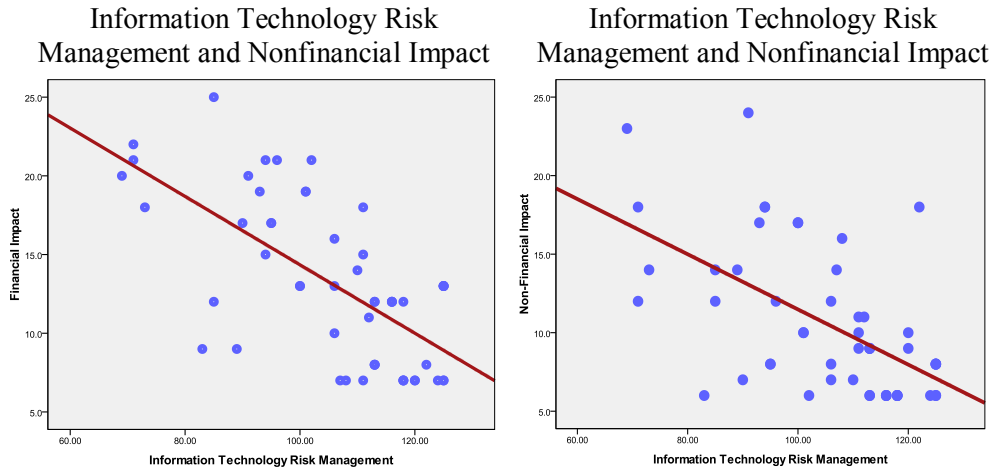 Information Technology Risk
Management and Nonfinancial Impact
25.0
20.0
15.0
10.0
5.0
Financial Impact
60.00 80.00 100.00 120.00
Information Technology Risk Management
Information Technology Risk
Management and Nonfinancial Impact
25.0
20.0
15.0
10.0
5.0
Non-Financial Impact
60.00 80.00 100.00 120.00
Information Technology Risk Management